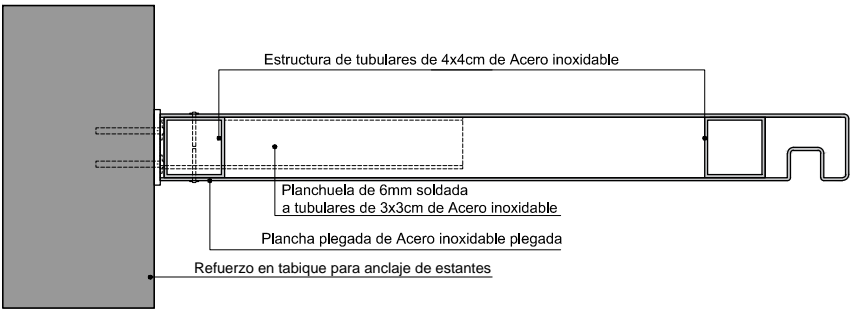 Estructura de tubulares de 4x4cm de Acero inoxidable
Planchuela de 6mm soldada
a tubulares de 3x3cm de Acero inoxidable
Plancha plegada de Acero inoxidable plegada
Refuerzo en tabique para anclaje de estantes